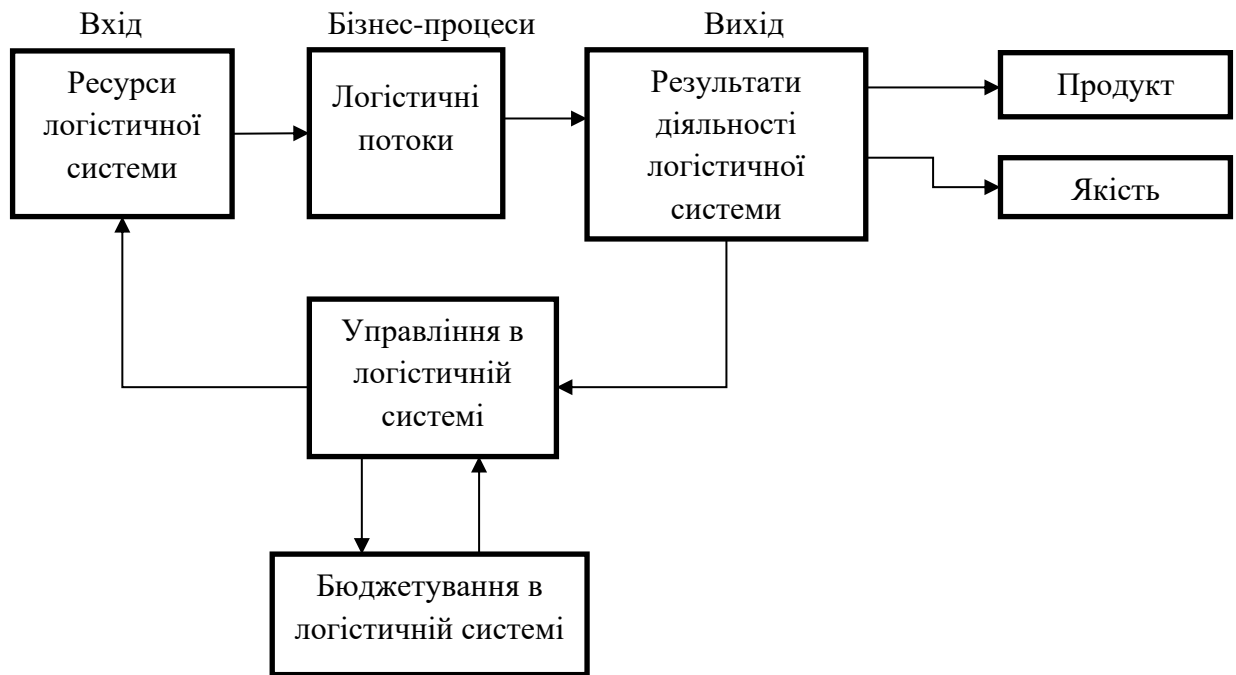 Вхід
Бізнес-процеси
Вихід
Ресурси
логістичної
системи
Логістичні
потоки
Результати
діяльності
логістичної
системи
Продукт
Якість
Управління в
логістичній
системі
Бюджетування в
логістичній системі